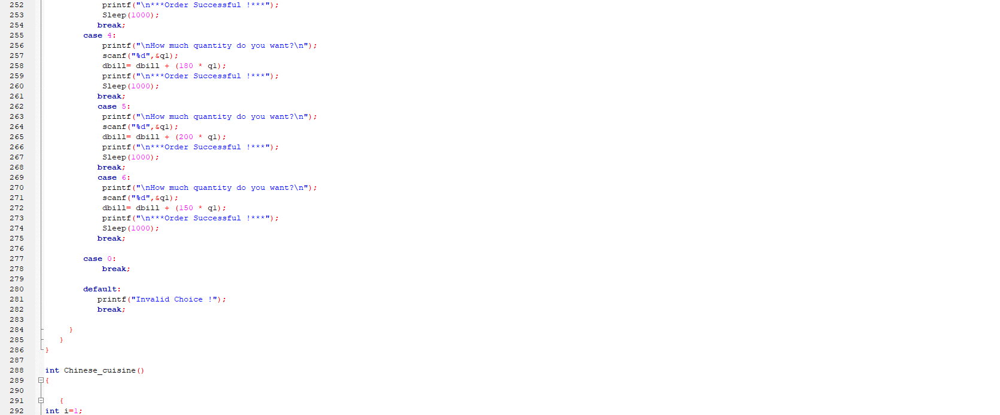 252 printf("\n***Order Successful !***");
253 Sleep(1000);
254 break;
255 case 4:
256 printf("\nHow much quantity do you want?\n");
257 scanf("%d",&ql);
258 dbill= dbill + (180 * ql);
259 printf("\n***Order Successful !***");
260 Sleep(1000);
261 break;
262 case 5:
263 printf("\nHow much quantity do you want?\n");
264 scanf("%d",&ql);
265 dbill= dbill + (200 * ql);
266 printf("\n***Order Successful !***");
267 Sleep(1000);
268 break;
269 case 6:
270 printf("\nHow much quantity do you want?\n");
271 scanf("%d",&ql);
272 dbill= dbill + (150 * ql);
273 printf("\n***Order Successful !***");
274 Sleep(1000);
275 break;
276
277 case 0:
278 break;
279
280 default:
281 printf("Invalid Choice !");
282 break;
283
284 }
285 }
286 }
287
288 int Chinese_cuisine()
289 {
290
291 {
292 int i=1;